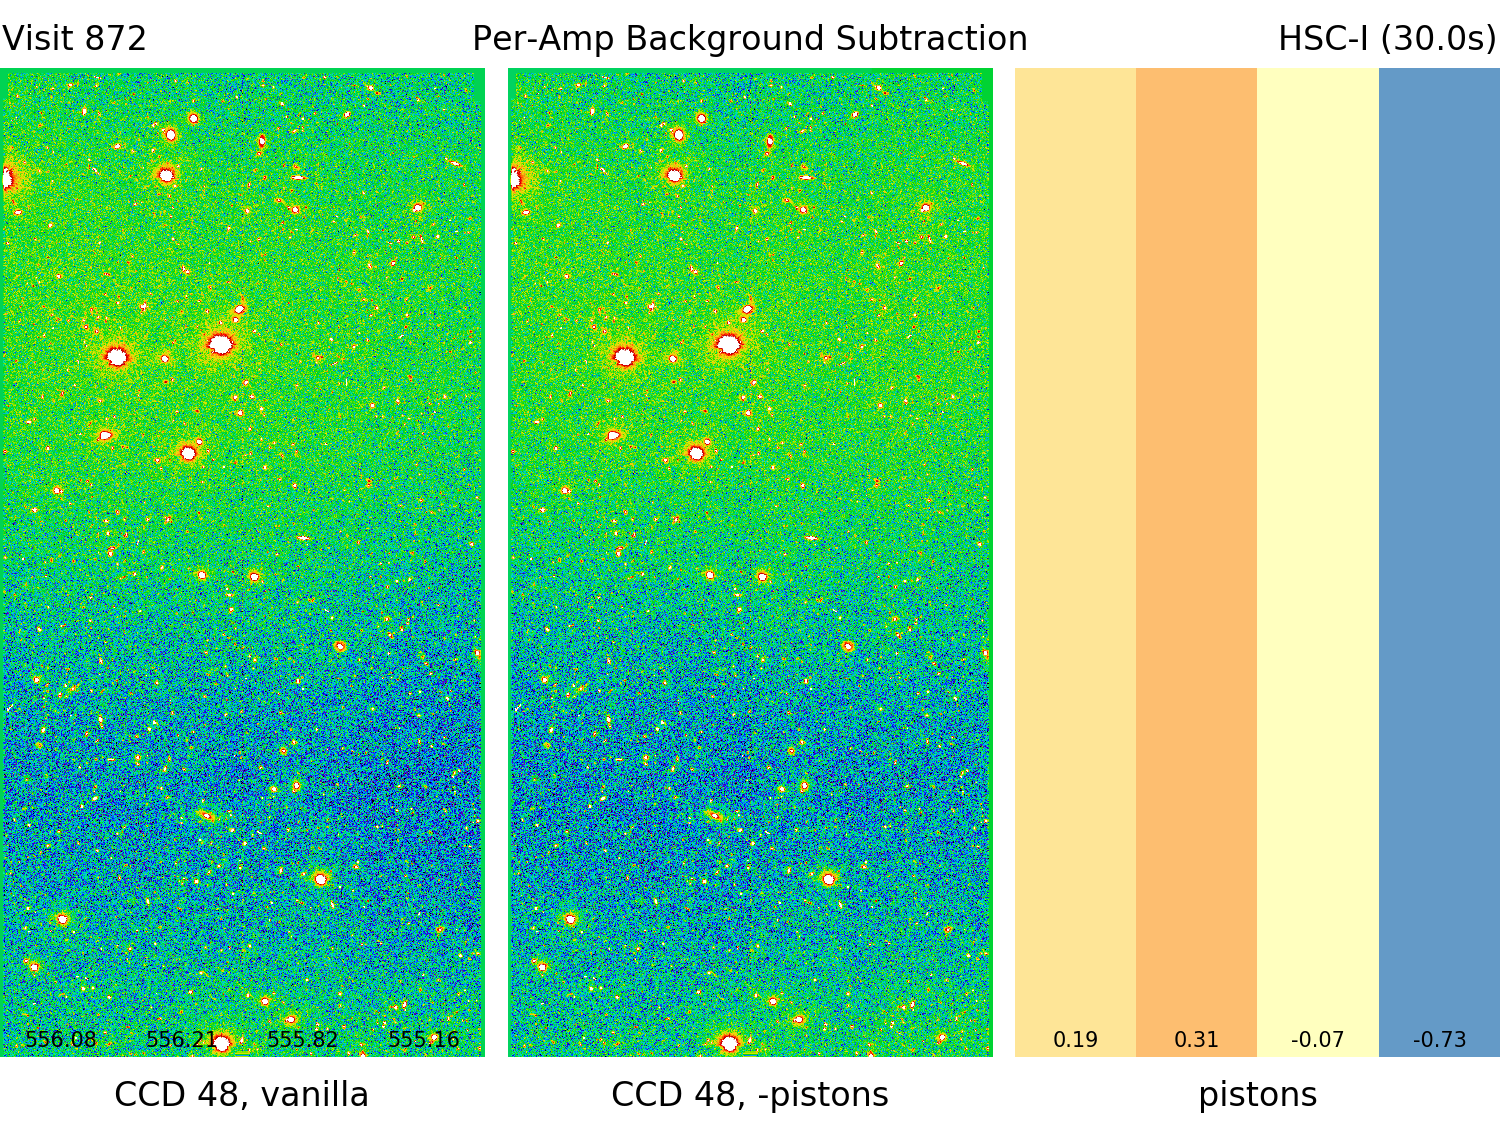 Visit 872 Per-Amp Background Subtraction HSC-I (30.0s)
556.08 556.21 555.82 555.16 0.19 0.31 -0.07 -0.73
CCD 48, vanilla CCD 48, -pistons pistons